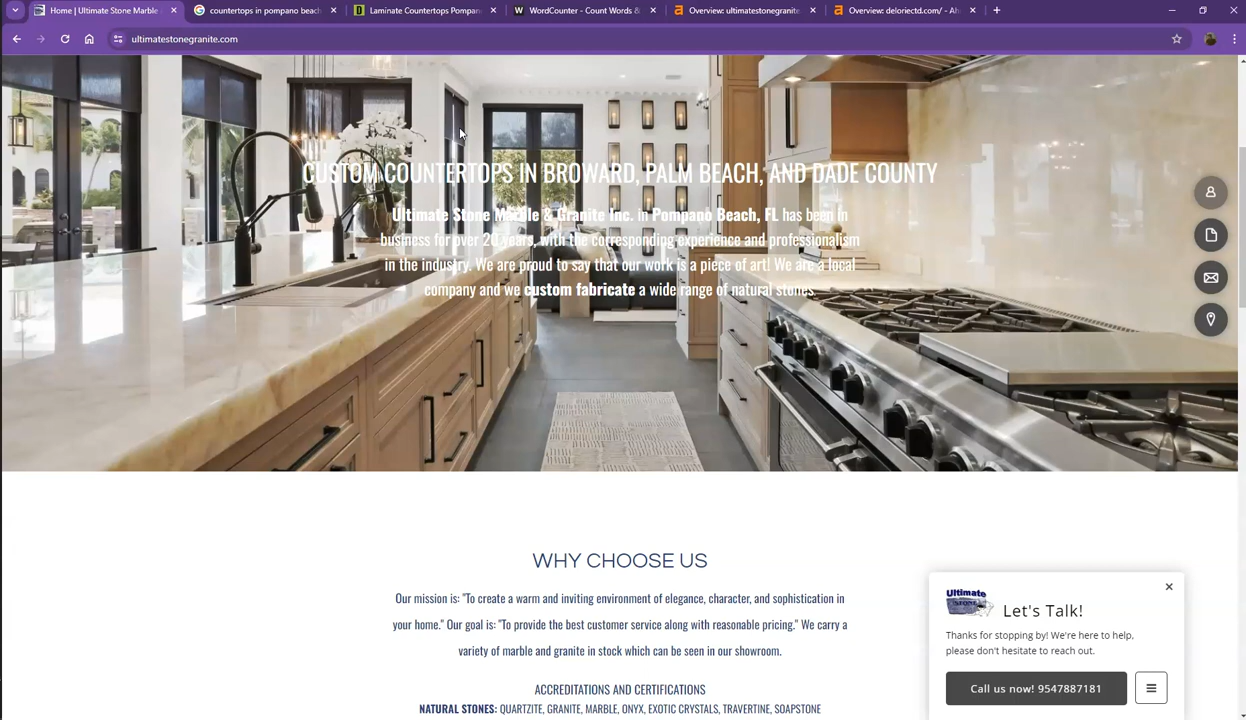 Home | Ultimate Stone Marble
countertops in pompano beach
Laminate Countertops Pompan
WordCounter - Count Words &
Overview: ultimatestonegranite.
Overview: deloriectd.com/ - Ah
ultimatestonegranite.com
CUSTOM COUNTERTOPS IN BROWARD, PALM BEACH, AND DADE COUNTY
Ultimate Stone Marble & Granite Inc. in Pompano Beach, FL has been in
business for over 20 years, with the corresponding experience and professionalism
in the industry. We are proud to say that our work is a piece of art! We are a local
company and we custom fabricate a wide range of natural stones.
WHY CHOOSE US
Our mission is: "To create a warm and inviting environment of elegance, character, and sophistication in
your home." Our goal is: "To provide the best customer service along with reasonable pricing." We carry a
variety of marble and granite in stock which can be seen in our showroom.
ACCREDITATIONS AND CERTIFICATIONS
NATURAL STONES: QUARTZITE, GRANITE, MARBLE, ONYX, EXOTIC CRYSTALS, TRAVERTINE, SOAPSTONE
Ultimate
STONE
Let's Talk!
Thanks for stopping by! We're here to help,
please don't hesitate to reach out.
Call us now! 9547887181